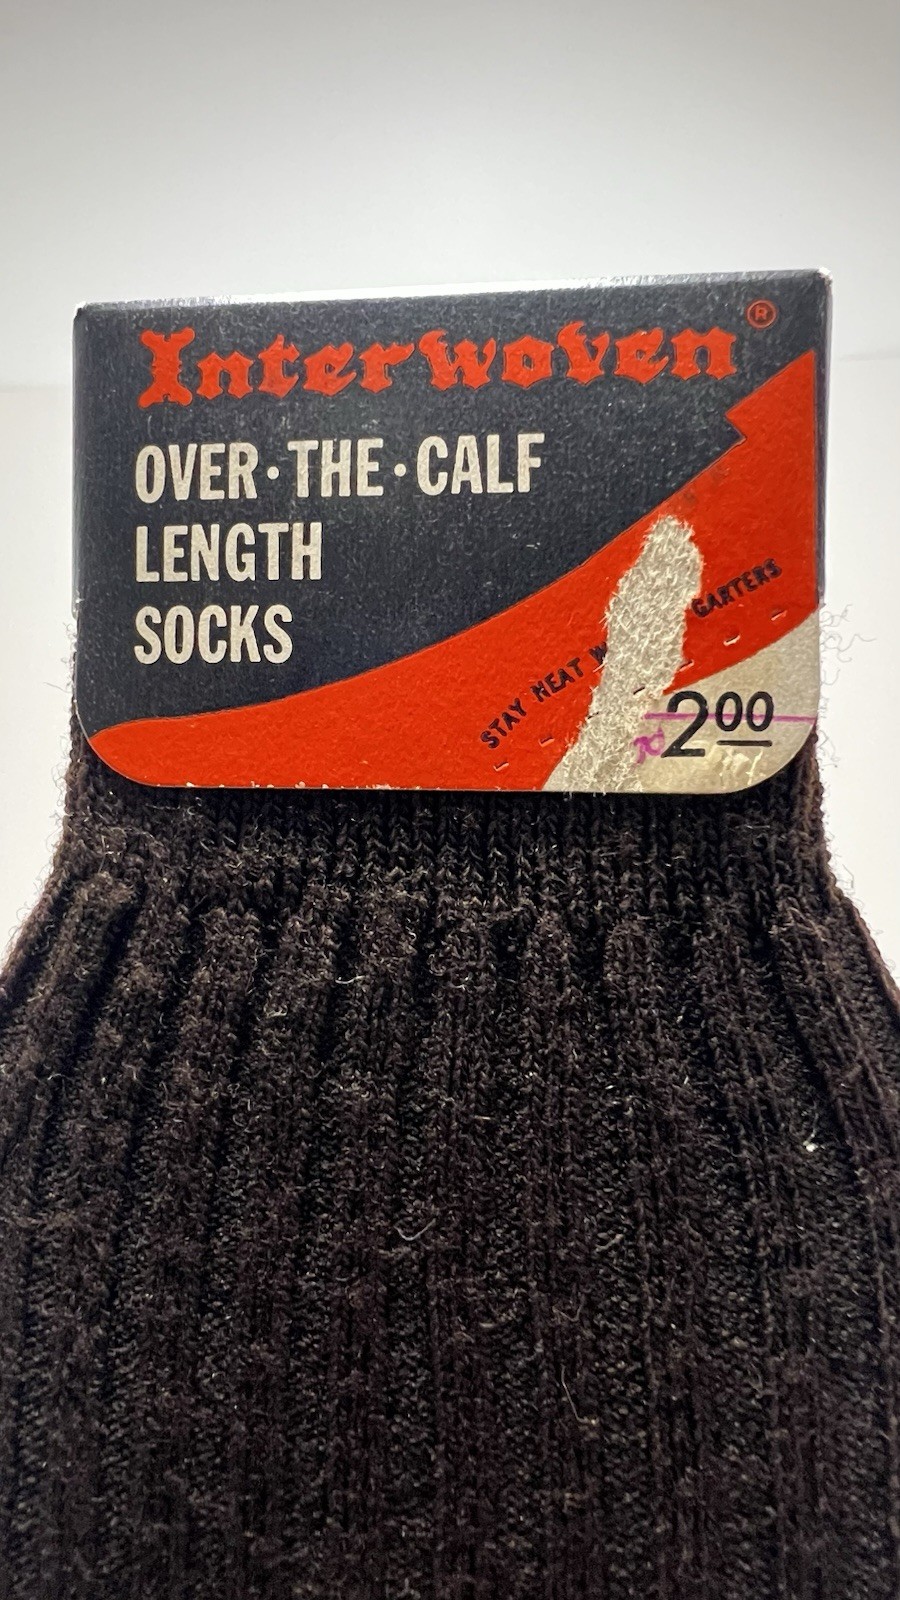 Interwoven®
OVER·THE·CALF
LENGTH
SOCKS
STAY NEAT W GARTERS
2.00